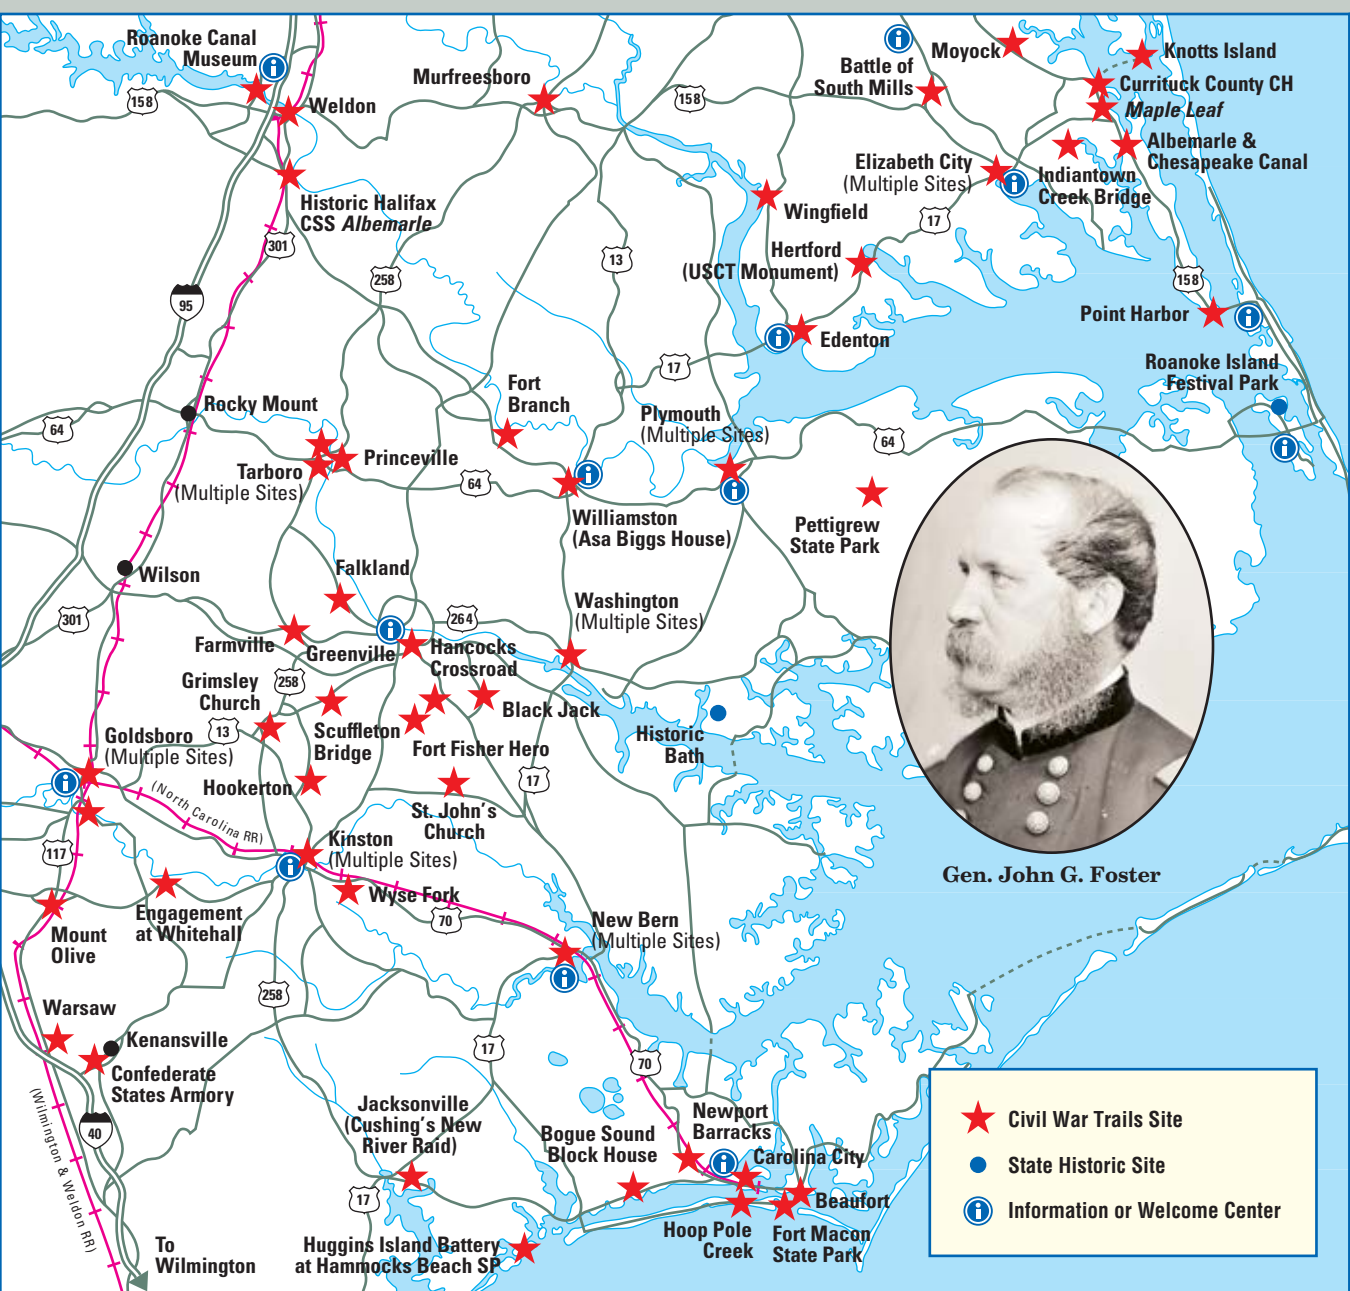 Roanoke Canal
Museum
158
Weldon
Murfreesboro
158
Battle of
South Mills
Moyock
Knotts Island
Currituck County CH
Maple Leaf
Albemarle &
Chesapeake Canal
Elizabeth City
(Multiple Sites)
Indiantown
Creek Bridge
Historic Halifax
CSS Albemarle
301
Wingfield
17
Hertford
(USCT Monument)
13
258
95
158
Point Harbor
Edenton
17
Roanoke Island
Festival Park
Fort
Branch
Rocky Mount
64
Plymouth
(Multiple Sites)
64
Princeville
Tarboro
(Multiple Sites)
64
Williamston
(Asa Biggs House)
Pettigrew
State Park
Falkland
Wilson
301
264
Washington
(Multiple Sites)
Farmville
Greenville
Hancocks
Crossroad
258
Grimsley
Church
13
Black Jack
Scuffleton
Bridge
Goldsboro
(Multiple Sites)
Fort Fisher Hero
Historic
Bath
17
Hookerton
(North Carolina RR)
St. John's
Church
Kinston
(Multiple Sites)
117
Wyse Fork
Gen. John G. Foster
70
Engagement
at Whitehall
New Bern
(Multiple Sites)
Mount
Olive
258
Warsaw
Kenansville
17
70
Confederate
States Armory
40
(Wilmington & Weldon RR)
Jacksonville
(Cushing's New
River Raid)
Newport
Barracks
Bogue Sound
Block House
Carolina City
17
Beaufort
Hoop Pole
Creek
Fort Macon
State Park
Huggins Island Battery
at Hammocks Beach SP
To
Wilmington
Civil War Trails Site
State Historic Site
i Information or Welcome Center